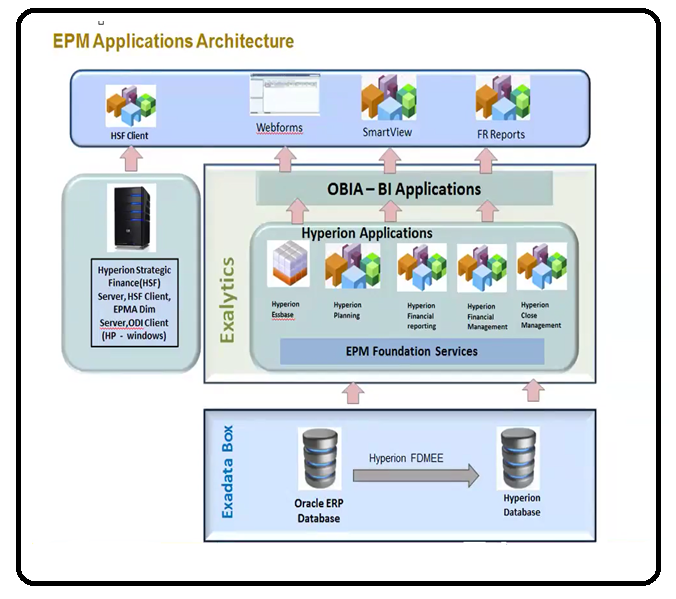 EPM Applications Architecture
HSF Client
Webforms
SmartView
FR Reports
OBIA – BI Applications
Hyperion Applications
Exalytics
Hyperion Strategic
Finance(HSF)
Server, HSF Client,
EPMA Dim
Server,ODI Client
(HP - windows)
Hyperion
Essbase
Hyperion
Planning
Hyperion
Financial
reporting
Hyperion
Financial
Management
Hyperion
Close
Management
EPM Foundation Services
Exadata Box
Hyperion FDMEE
Oracle ERP
Database
Hyperion
Database